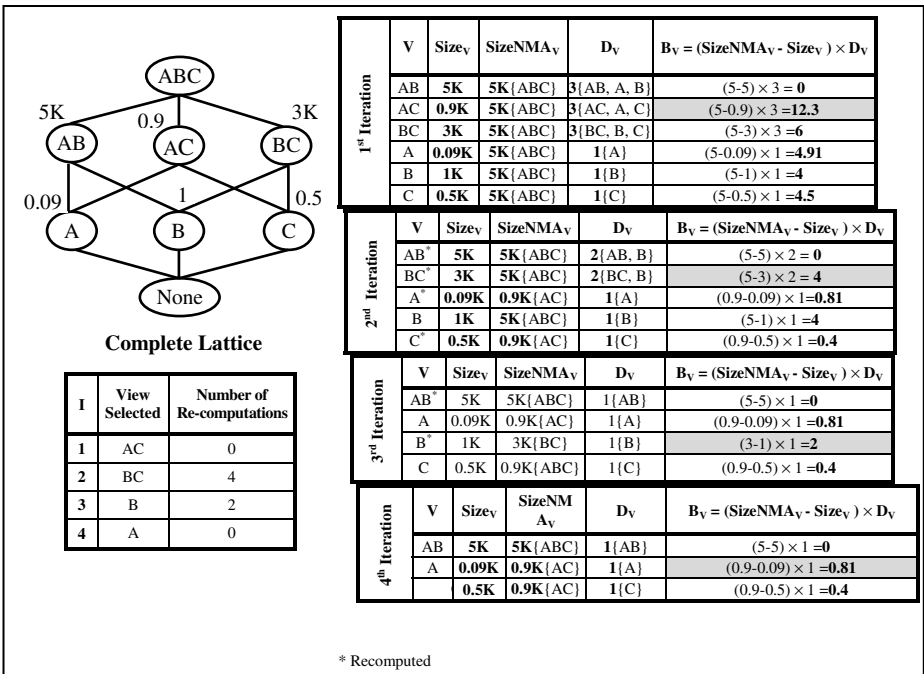 ABC
5K
0.9
3K
AB
AC
BC
0.09
1
0.5
A
B
C
None
Complete Lattice
I View Selected Number of Re-computations
1 AC 0
2 BC 4
3 B 2
4 A 0
1st Iteration
V SizeV SizeNMAV DV BV = (SizeNMAV - SizeV ) × DV
AB 5K 5K{ABC} 3{AB, A, B} (5-5) × 3 = 0
AC 0.9K 5K{ABC} 3{AC, A, C} (5-0.9) × 3 =12.3
BC 3K 5K{ABC} 3{BC, B, C} (5-3) × 3 =6
A 0.09K 5K{ABC} 1{A} (5-0.09) × 1 =4.91
B 1K 5K{ABC} 1{B} (5-1) × 1 =4
C 0.5K 5K{ABC} 1{C} (5-0.5) × 1 =4.5
2nd Iteration
V SizeV SizeNMAV DV BV = (SizeNMAV - SizeV ) × DV
AB* 5K 5K{ABC} 2{AB, B} (5-5) × 2 = 0
BC* 3K 5K{ABC} 2{BC, B} (5-3) × 2 = 4
A* 0.09K 0.9K{AC} 1{A} (0.9-0.09) × 1=0.81
B 1K 5K{ABC} 1{B} (5-1) × 1 =4
C* 0.5K 0.9K{AC} 1{C} (0.9-0.5) × 1 =0.4
3rd Iteration
V SizeV SizeNMAV DV BV = (SizeNMAV - SizeV ) × DV
AB* 5K 5K{ABC} 1{AB} (5-5) × 1 =0
A 0.09K 0.9K{AC} 1{A} (0.9-0.09) × 1 =0.81
B* 1K 3K{BC} 1{B} (3-1) × 1 =2
C 0.5K 0.9K{ABC} 1{C} (0.9-0.5) × 1 =0.4
4th Iteration
V SizeV SizeNM AV DV BV = (SizeNMAV - SizeV ) × DV
AB 5K 5K{ABC} 1{AB} (5-5) × 1 =0
A 0.09K 0.9K{AC} 1{A} (0.9-0.09) × 1 =0.81
0.5K 0.9K{AC} 1{C} (0.9-0.5) × 1 =0.4
* Recomputed